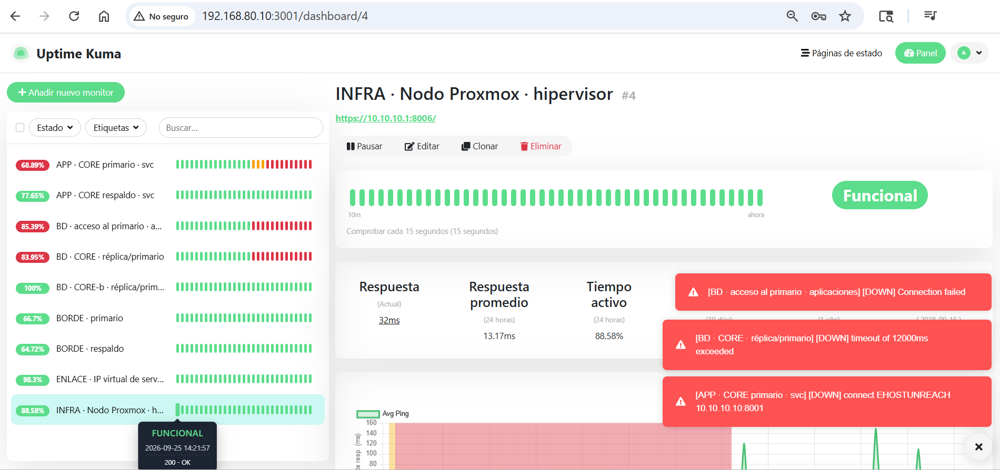 No seguro
192.168.80.10:3001/dashboard/4
Uptime Kuma
Páginas de estado
Panel
A
Añadir nuevo monitor
Estado
Etiquetas
Buscar...
68.89% APP · CORE primario · svc
77.65% APP · CORE respaldo · svc
85.39% BD · acceso al primario · a...
83.95% BD · CORE · réplica/primario
100% BD · CORE-b · réplica/prim...
66.7% BORDE · primario
64.72% BORDE · respaldo
98.3% ENLACE · IP virtual de serv...
88.58% INFRA · Nodo Proxmox · h...
FUNCIONAL
2026-09-25 14:21:57
200 - OK
INFRA · Nodo Proxmox · hipervisor #4
https://10.10.10.1:8006/
Pausar
Editar
Clonar
Eliminar
10m
ahora
Comprobar cada 15 segundos (15 segundos)
Funcional
Respuesta
(Actual)
32ms
Respuesta
promedio
(24 horas)
13.17ms
Tiempo
activo
(24 horas)
88.58%
(30 días)
(1 año)
(2028-09-16)
[BD · acceso al primario · aplicaciones] [DOWN] Connection failed
[BD · CORE · réplica/primario] [DOWN] timeout of 12000ms
exceeded
[APP · CORE primario · svc] [DOWN] connect EHOSTUNREACH
10.10.10.10:8001
Avg Ping
160
140
120
100
80
de resp. (ms)